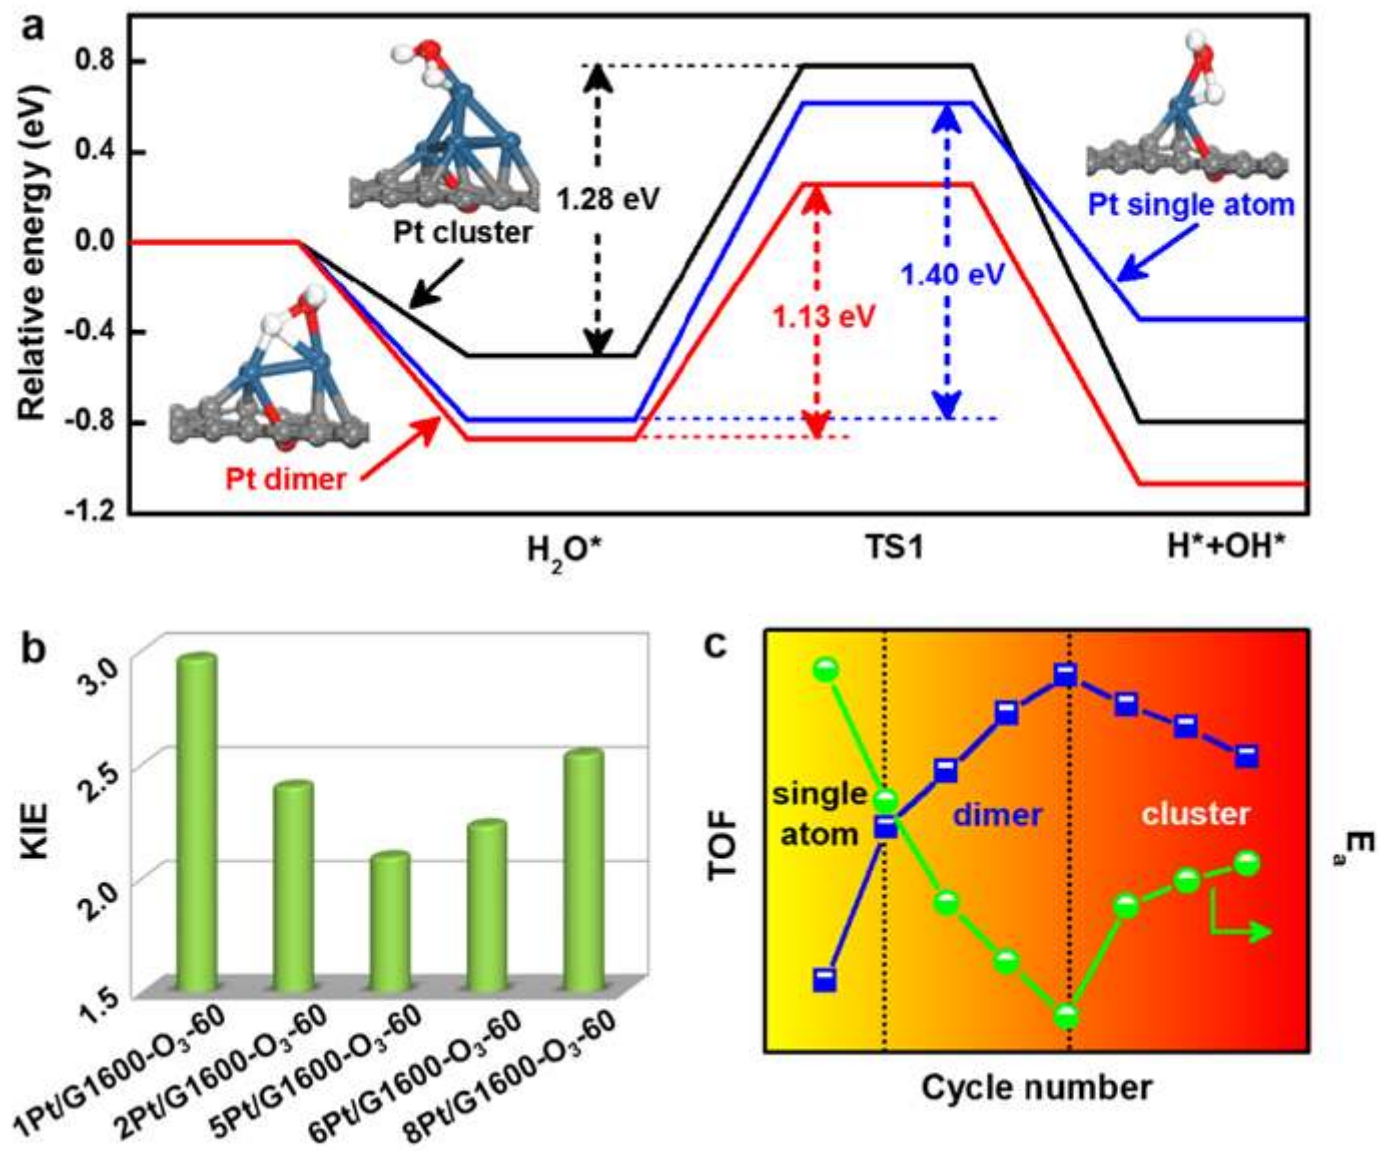 a
Relative energy (eV)
0.8
0.4
0.0
-0.4
-0.8
-1.2
Pt cluster
1.28 eV
Pt single atom
1.40 eV
1.13 eV
Pt dimer
H₂O*
TS1
H*+OH*
b
KIE
3.0
2.5
2.0
1.5
1Pt/G1600-O₃-60
2Pt/G1600-O₃-60
5Pt/G1600-O₃-60
6Pt/G1600-O₃-60
8Pt/G1600-O₃-60
c
TOF
single
atom
dimer
cluster
Eₐ
Cycle number